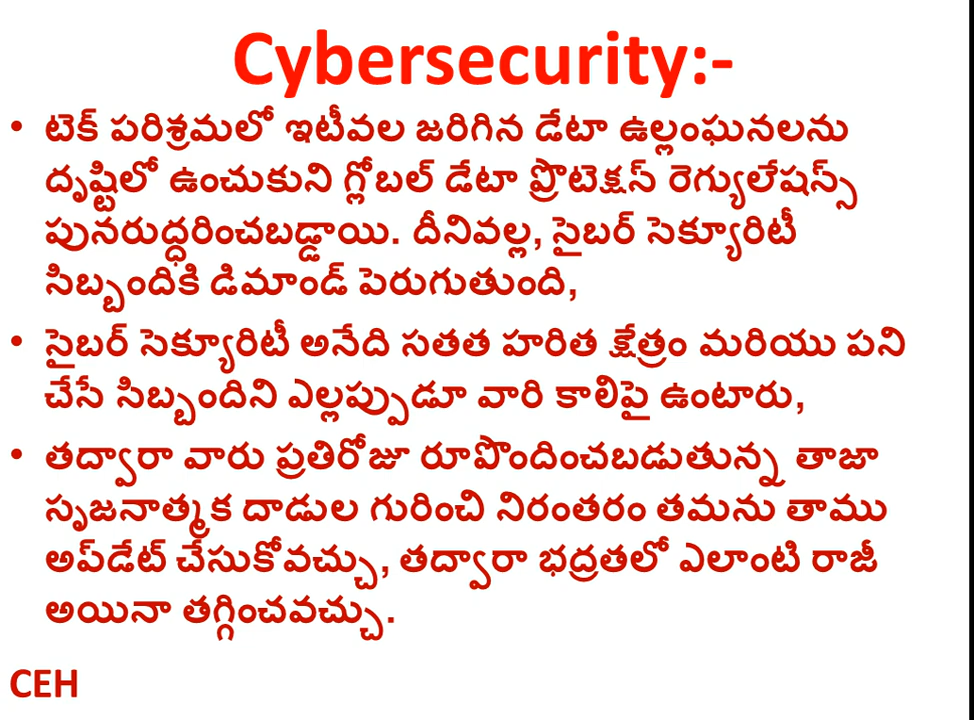 Cybersecurity:-
• టెక్ పరిశ్రమలో ఇటీవల జరిగిన డేటా ఉల్లంఘనలను
దృష్టిలో ఉంచుకుని గ్లోబల్ డేటా ప్రొటెక్షన్ రెగ్యులేషన్స్
పునరుద్ధరించబడ్డాయి. దీనివల్ల, సైబర్ సెక్యూరిటీ
సిబ్బందికి డిమాండ్ పెరుగుతుంది,
• సైబర్ సెక్యూరిటీ అనేది సతత హరిత క్షేత్రం మరియు పని
చేసే సిబ్బందిని ఎల్లప్పుడూ వారి కాలిపై ఉంటారు,
• తద్వారా వారు ప్రతిరోజూ రూపొందించబడుతున్న తాజా
సృజనాత్మక దాడుల గురించి నిరంతరం తమను తాము
అప్‌డేట్ చేసుకోవచ్చు, తద్వారా భద్రతలో ఎలాంటి రాజీ
అయినా తగ్గించవచ్చు.
CEH